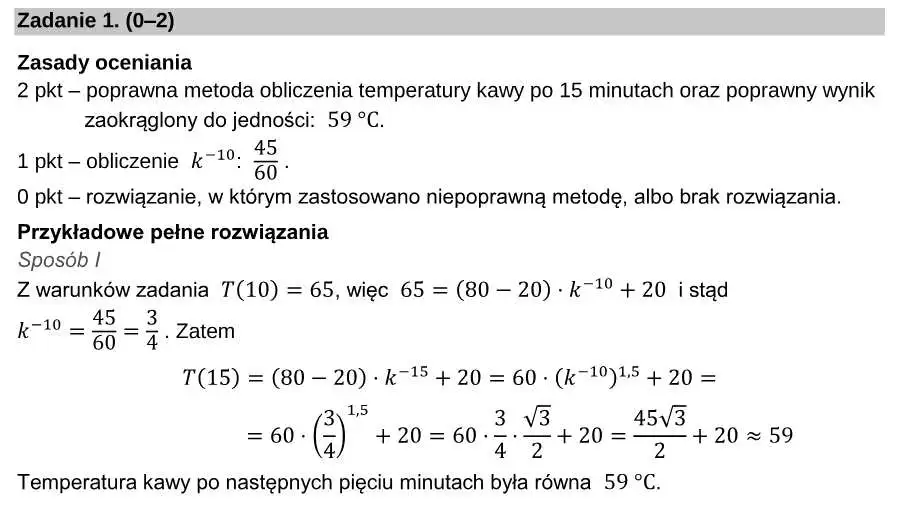 Zadanie 1. (0–2)
Zasady oceniania
2 pkt – poprawna metoda obliczenia temperatury kawy po 15 minutach oraz poprawny wynik
zaokrąglony do jedności: 59 °C.
1 pkt – obliczenie k⁻¹⁰: 45/60 .
0 pkt – rozwiązanie, w którym zastosowano niepoprawną metodę, albo brak rozwiązania.
Przykładowe pełne rozwiązania
Sposób I
Z warunków zadania T(10) = 65, więc 65 = (80 − 20) · k⁻¹⁰ + 20 i stąd
k⁻¹⁰ = 45/60 = 3/4 . Zatem
T(15) = (80 − 20) · k⁻¹⁵ + 20 = 60 · (k⁻¹⁰)^1,5 + 20 =
= 60 · (3/4)^1,5 + 20 = 60 · 3/4 · √3/2 + 20 = 45√3/2 + 20 ≈ 59
Temperatura kawy po następnych pięciu minutach była równa 59 °C.